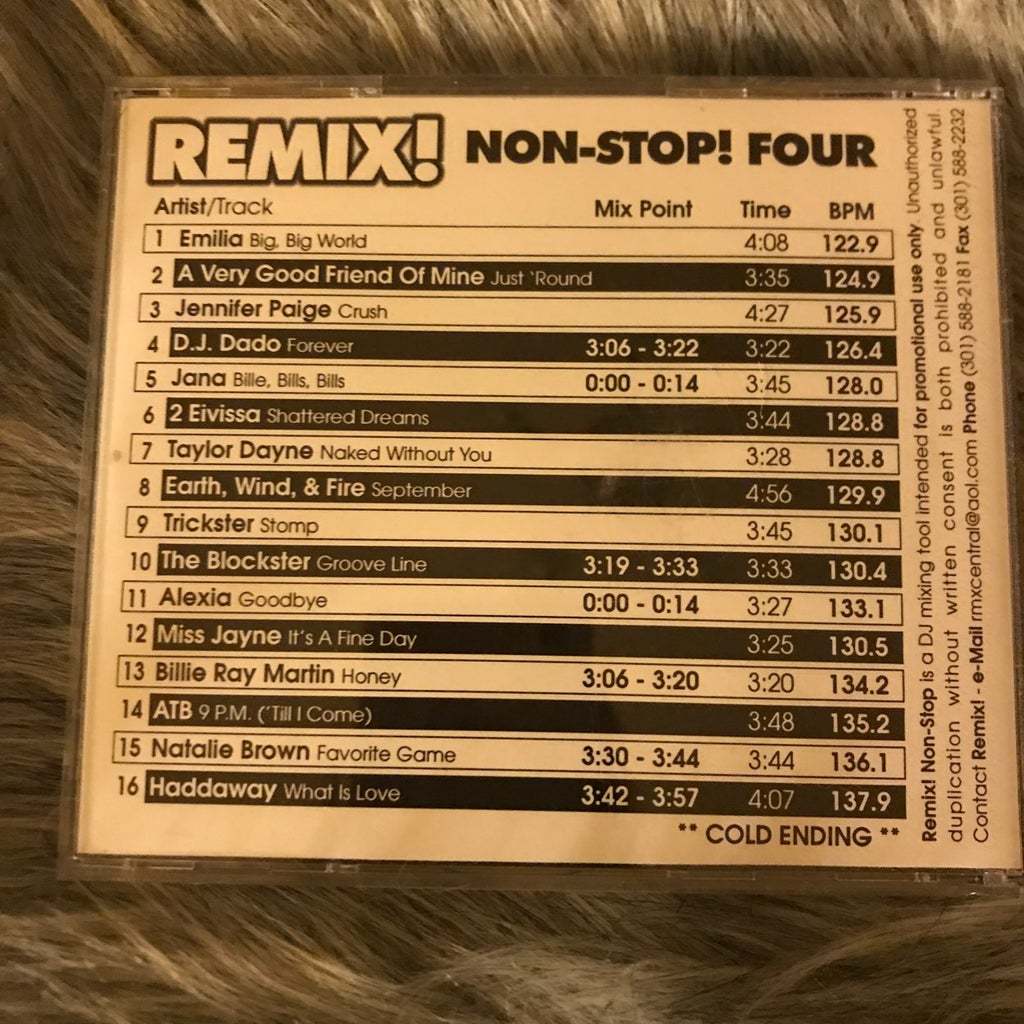 REMIX! NON-STOP! FOUR
Artist/Track Mix Point Time BPM
1 Emilia Big, Big World 4:08 122.9
2 A Very Good Friend Of Mine Just ‘Round 3:35 124.9
3 Jennifer Paige Crush 4:27 125.9
4 D.J. Dado Forever 3:06 - 3:22 3:22 126.4
5 Jana Bille, Bills, Bills 0:00 - 0:14 3:45 128.0
6 2 Eivissa Shattered Dreams 3:44 128.8
7 Taylor Dayne Naked Without You 3:28 128.8
8 Earth, Wind, & Fire September 4:56 129.9
9 Trickster Stomp 3:45 130.1
10 The Blockster Groove Line 3:19 - 3:33 3:33 130.4
11 Alexia Goodbye 0:00 - 0:14 3:27 133.1
12 Miss Jayne It's A Fine Day 3:25 130.5
13 Billie Ray Martin Honey 3:06 - 3:20 3:20 134.2
14 ATB 9 P.M. (‘Till I Come) 3:48 135.2
15 Natalie Brown Favorite Game 3:30 - 3:44 3:44 136.1
16 Haddaway What Is Love 3:42 - 3:57 4:07 137.9
** COLD ENDING **
Remix! Non-Stop is a DJ mixing tool intended for promotional use only. Unauthorized
duplication without written consent is both prohibited and unlawful.
Contact Remix! - e-Mail rmxcentral@aol.com Phone (301) 588-2181 Fax (301) 588-2232